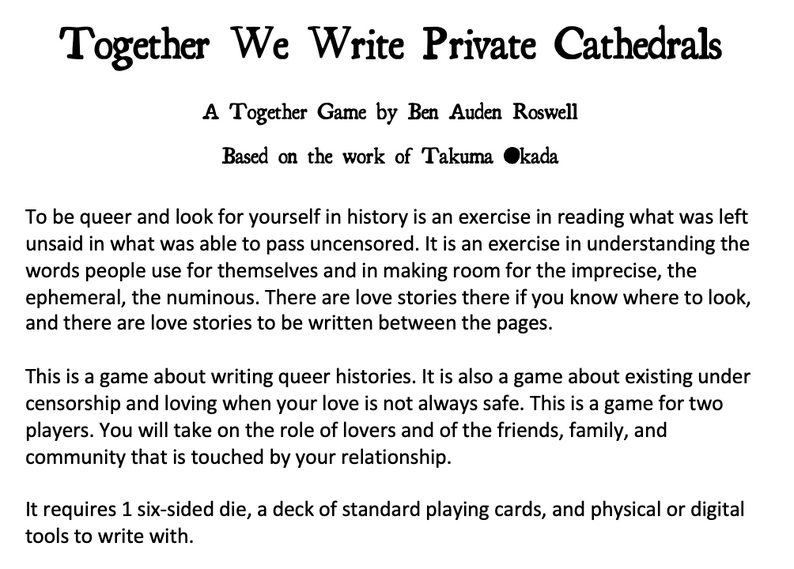 Together We Write Private Cathedrals
A Together Game by Ben Auden Roswell
Based on the work of Takuma Okada
To be queer and look for yourself in history is an exercise in reading what was left
unsaid in what was able to pass uncensored. It is an exercise in understanding the
words people use for themselves and in making room for the imprecise, the
ephemeral, the numinous. There are love stories there if you know where to look,
and there are love stories to be written between the pages.
This is a game about writing queer histories. It is also a game about existing under
censorship and loving when your love is not always safe. This is a game for two
players. You will take on the role of lovers and of the friends, family, and
community that is touched by your relationship.
It requires 1 six-sided die, a deck of standard playing cards, and physical or digital
tools to write with.